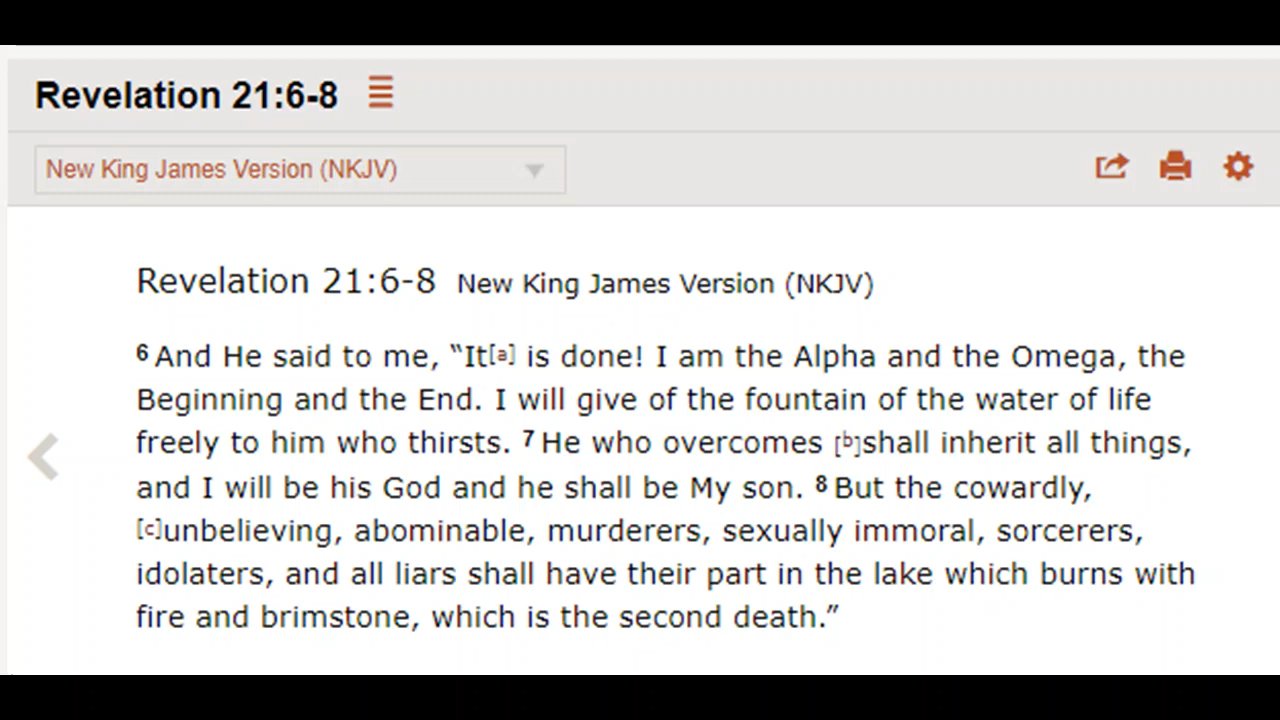 Revelation 21:6-8
New King James Version (NKJV)
Revelation 21:6-8 New King James Version (NKJV)
6 And He said to me, “It[a] is done! I am the Alpha and the Omega, the
Beginning and the End. I will give of the fountain of the water of life
freely to him who thirsts. 7 He who overcomes [b]shall inherit all things,
and I will be his God and he shall be My son. 8 But the cowardly,
[c]unbelieving, abominable, murderers, sexually immoral, sorcerers,
idolaters, and all liars shall have their part in the lake which burns with
fire and brimstone, which is the second death.”